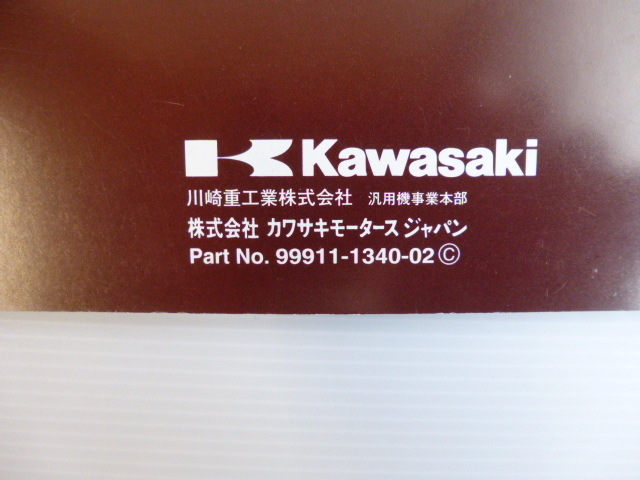 Kawasaki
川崎重工業株式会社 汎用機事業本部
株式会社 カワサキモータース ジャパン
Part No. 99911-1340-02 Ⓒ